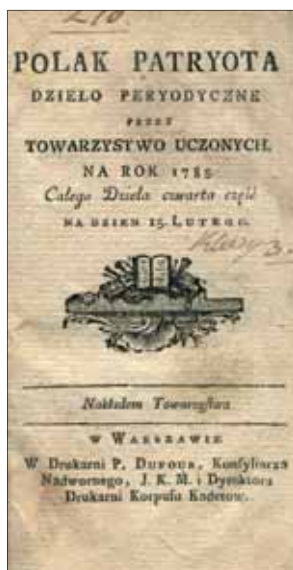 POLAK PATRYOTA
DZIEŁO PERYODYCZNE
PRZEZ
TOWARZYSTWO UCZONYCH,
NA ROK 1785
Całego Dzieła czwarta część
NA DZIEŃ 15. LUTEGO.
3.
Nakładem Towarzystwa
W WARSZAWIE
W Drukarni P. DUFOUR, Konsyliarza
Nadwornego, J. K. M. i Dyrektora
Drukarni Korpusu Kadetow.